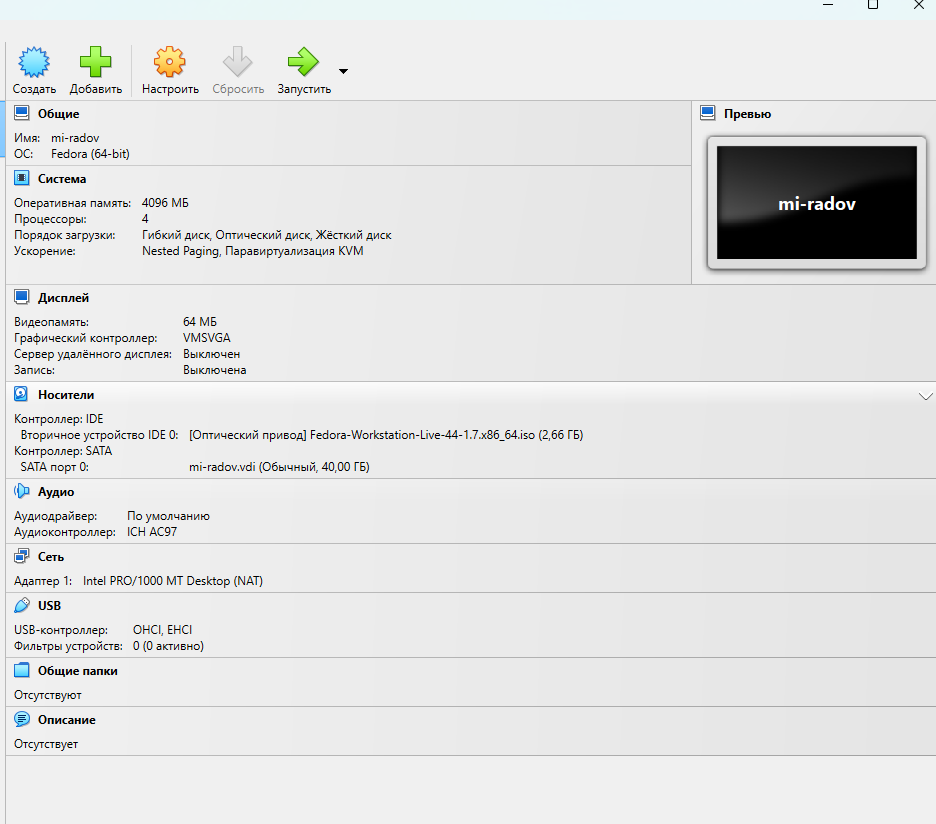 Создать Добавить Настроить Сбросить Запустить
Общие
Имя: mi-radov
ОС: Fedora (64-bit)
Превью
mi-radov
Система
Оперативная память: 4096 МБ
Процессоры: 4
Порядок загрузки: Гибкий диск, Оптический диск, Жёсткий диск
Ускорение: Nested Paging, Паравиртуализация KVM
Дисплей
Видеопамять: 64 МБ
Графический контроллер: VMSVGA
Сервер удалённого дисплея: Выключен
Запись: Выключена
Носители
Контроллер: IDE
Вторичное устройство IDE 0: [Оптический привод] Fedora-Workstation-Live-44-1.7.x86_64.iso (2,66 ГБ)
Контроллер: SATA
SATA порт 0: mi-radov.vdi (Обычный, 40,00 ГБ)
Аудио
Аудиодрайвер: По умолчанию
Аудиоконтроллер: ICH AC97
Сеть
Адаптер 1: Intel PRO/1000 MT Desktop (NAT)
USB
USB-контроллер: OHCI, EHCI
Фильтры устройств: 0 (0 активно)
Общие папки
Отсутствуют
Описание
Отсутствует